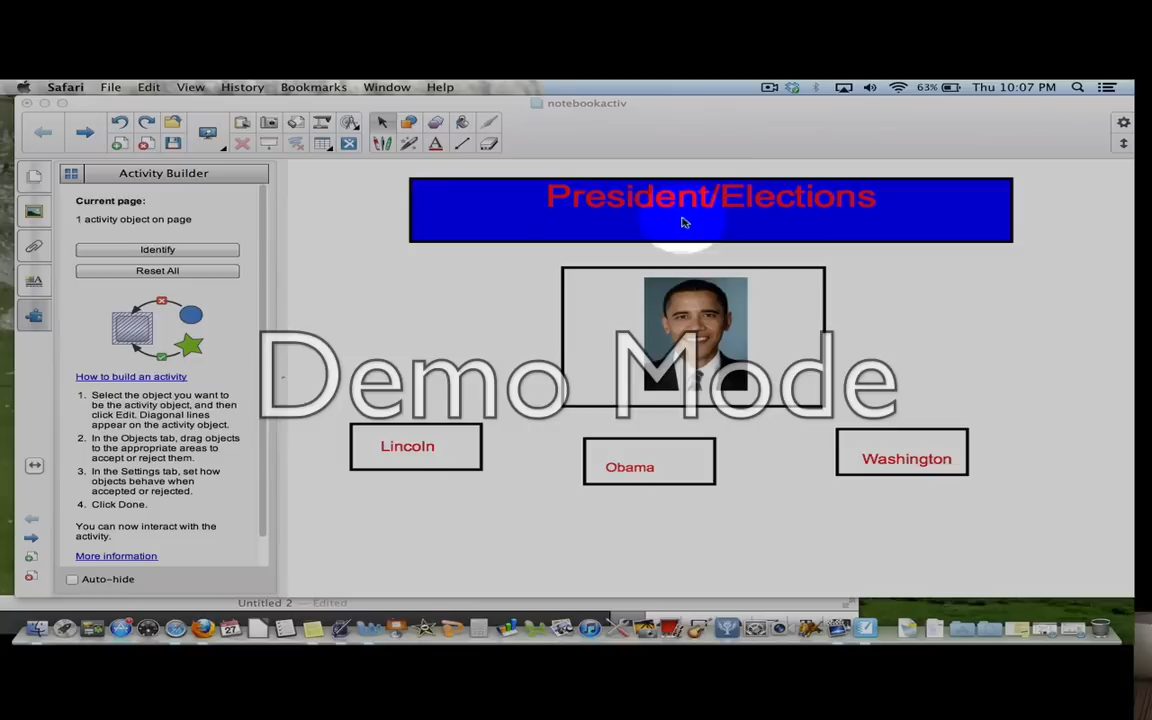 Safari File Edit View History Bookmarks Window Help 63% Thu 10:07 PM
notebookactiv
Activity Builder
Current page:
1 activity object on page
Identify
Reset All
How to build an activity
1. Select the object you want to
be the activity object, and then
click Edit. Diagonal lines
appear on the activity object.
2. In the Objects tab, drag objects
to the appropriate areas to
accept or reject them.
3. In the Settings tab, set how
objects behave when
accepted or rejected.
4. Click Done.
You can now interact with the
activity.
More information
Auto-hide
President/Elections
Demo Mode
Lincoln
Obama
Washington
Untitled 2 — Edited